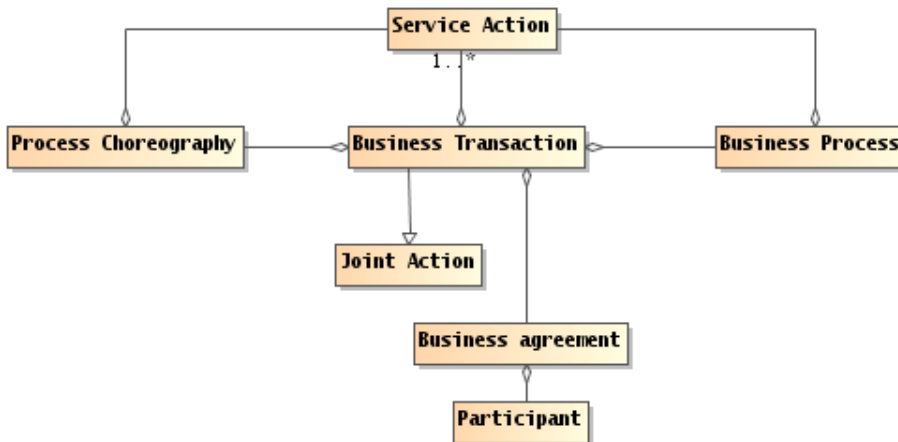 Service Action
1..*
Process Choreography
Business Transaction
Business Process
Joint Action
Business agreement
Participant